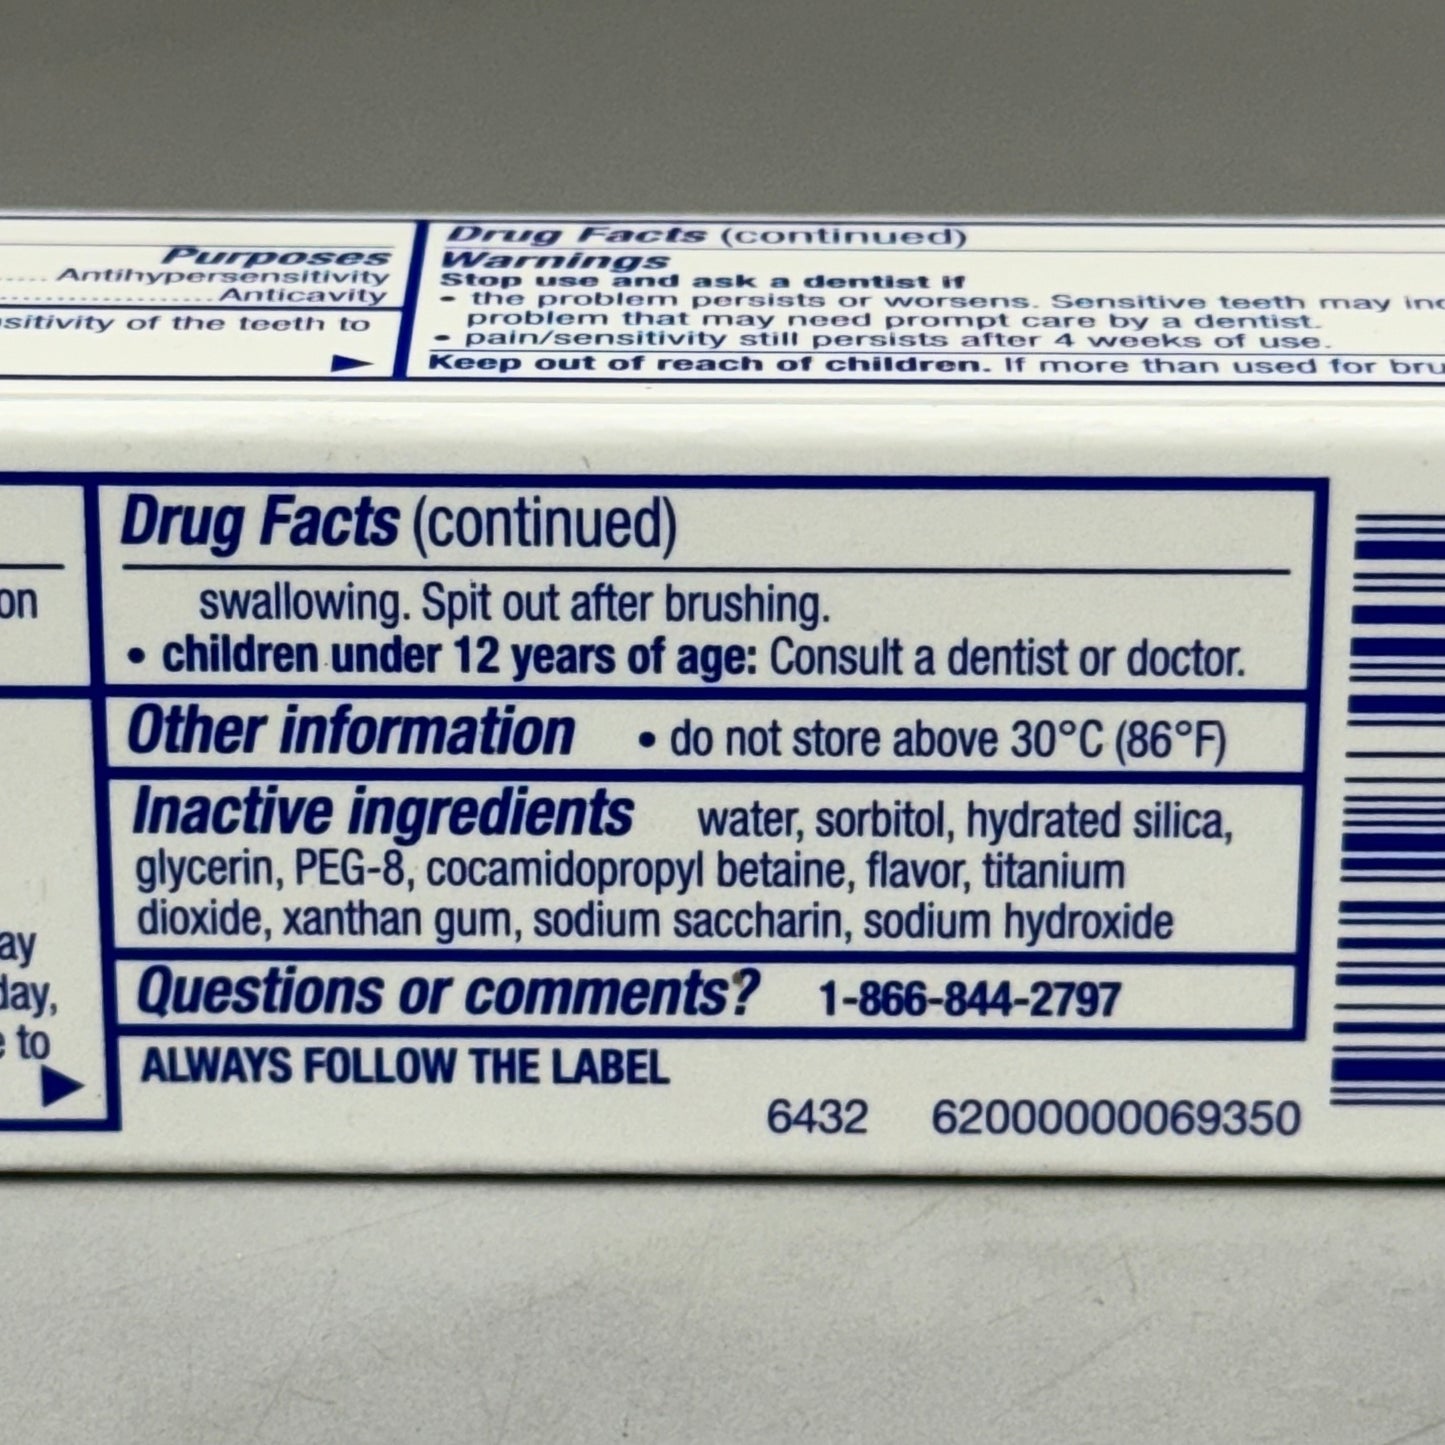 Purposes
Antihypersensitivity
Anticavity
sitivity of the teeth to
Drug Facts (continued)
Warnings
Stop use and ask a dentist if
• the problem persists or worsens. Sensitive teeth may
problem that may need prompt care by a dentist.
• pain/sensitivity still persists after 4 weeks of use.
Keep out of reach of children. If more than used for
on
ay
day,
to
Drug Facts (continued)
swallowing. Spit out after brushing.
• children under 12 years of age: Consult a dentist or doctor.
Other information • do not store above 30°C (86°F)
Inactive ingredients water, sorbitol, hydrated silica,
glycerin, PEG-8, cocamidopropyl betaine, flavor, titanium
dioxide, xanthan gum, sodium saccharin, sodium hydroxide
Questions or comments? 1-866-844-2797
ALWAYS FOLLOW THE LABEL
6432 62000000069350